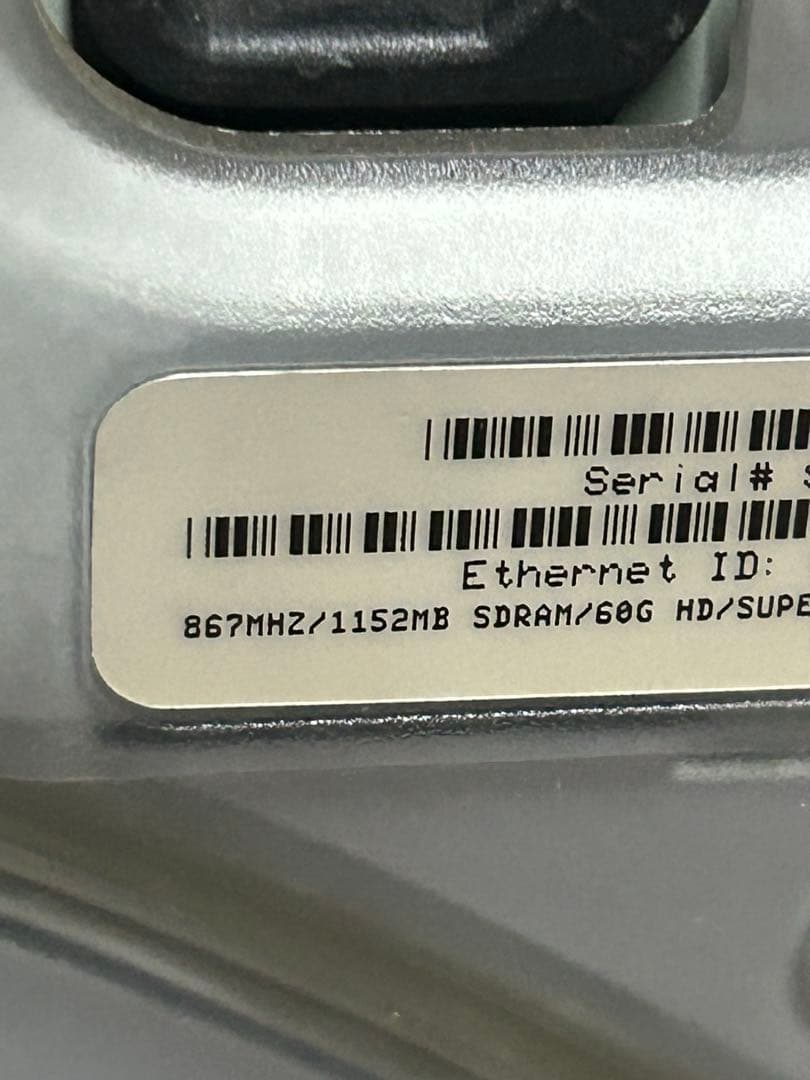 Serial#
Ethernet ID:
867MHZ/1152MB SDRAM/60G HD/SUPE